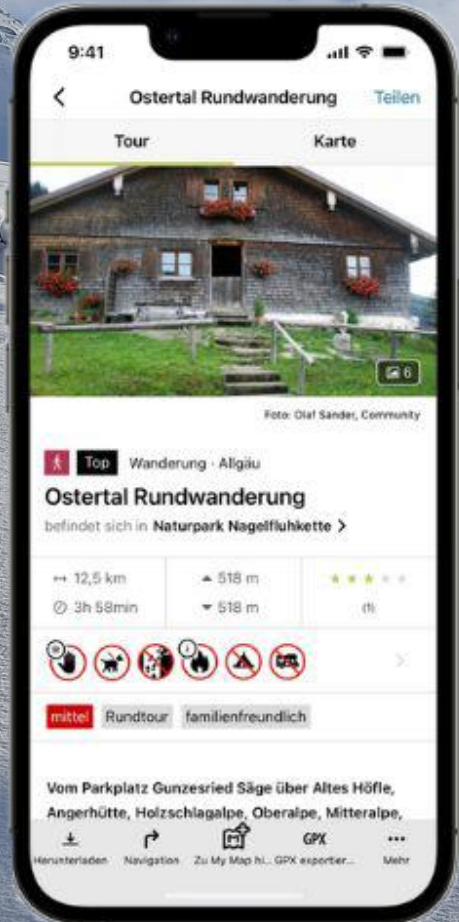 9:41
Ostertal Rundwanderung Teilen
Tour Karte
6
Foto: Olaf Sander, Community
Top Wanderung · Allgäu
Ostertal Rundwanderung
befindet sich in Naturpark Nagelfluhkette >
12,5 km 518 m
3h 58min 518 m (1)
mittel Rundtour familienfreundlich
Vom Parkplatz Gunzesried Säge über Altes Höfle,
Angerhütte, Holzschlagalpe, Oberalpe, Mitteralpe,
Herunterladen Navigation Zu My Map hi... GPX exportier... Mehr